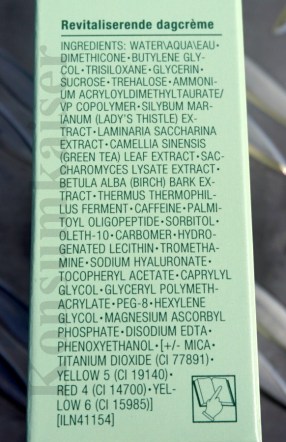 Revitaliserende dagcrème
INGREDIENTS: WATER\AQUA\EAU•
DIMETHICONE•BUTYLENE GLY-
COL•TRISILOXANE•GLYCERIN•
SUCROSE•TREHALOSE•AMMONI-
UM ACRYLOYLDIMETHYLTAURATE/
VP COPOLYMER•SILYBUM MAR-
IANUM (LADY'S THISTLE) EX-
TRACT•LAMINARIA SACCHARINA
EXTRACT•CAMELLIA SINENSIS
(GREEN TEA) LEAF EXTRACT•SAC-
CHAROMYCES LYSATE EXTRACT•
BETULA ALBA (BIRCH) BARK EX-
TRACT•THERMUS THERMOPHIL-
LUS FERMENT•CAFFEINE•PALMI-
TOYL OLIGOPEPTIDE•SORBITOL•
OLETH-10•CARBOMER•HYDRO-
GENATED LECITHIN•TROMETHA-
MINE•SODIUM HYALURONATE•
TOCOPHERYL ACETATE•CAPRYLYL
GLYCOL•GLYCERYL POLYMETH-
ACRYLATE•PEG-8•HEXYLENE
GLYCOL•MAGNESIUM ASCORBYL
PHOSPHATE•DISODIUM EDTA•
PHENOXYETHANOL•[+/- MICA•
TITANIUM DIOXIDE (CI 77891)•
YELLOW 5 (CI 19140)•
RED 4 (CI 14700)•YEL-
LOW 6 (CI 15985)]
[ILN41154]
Konsumkaiser